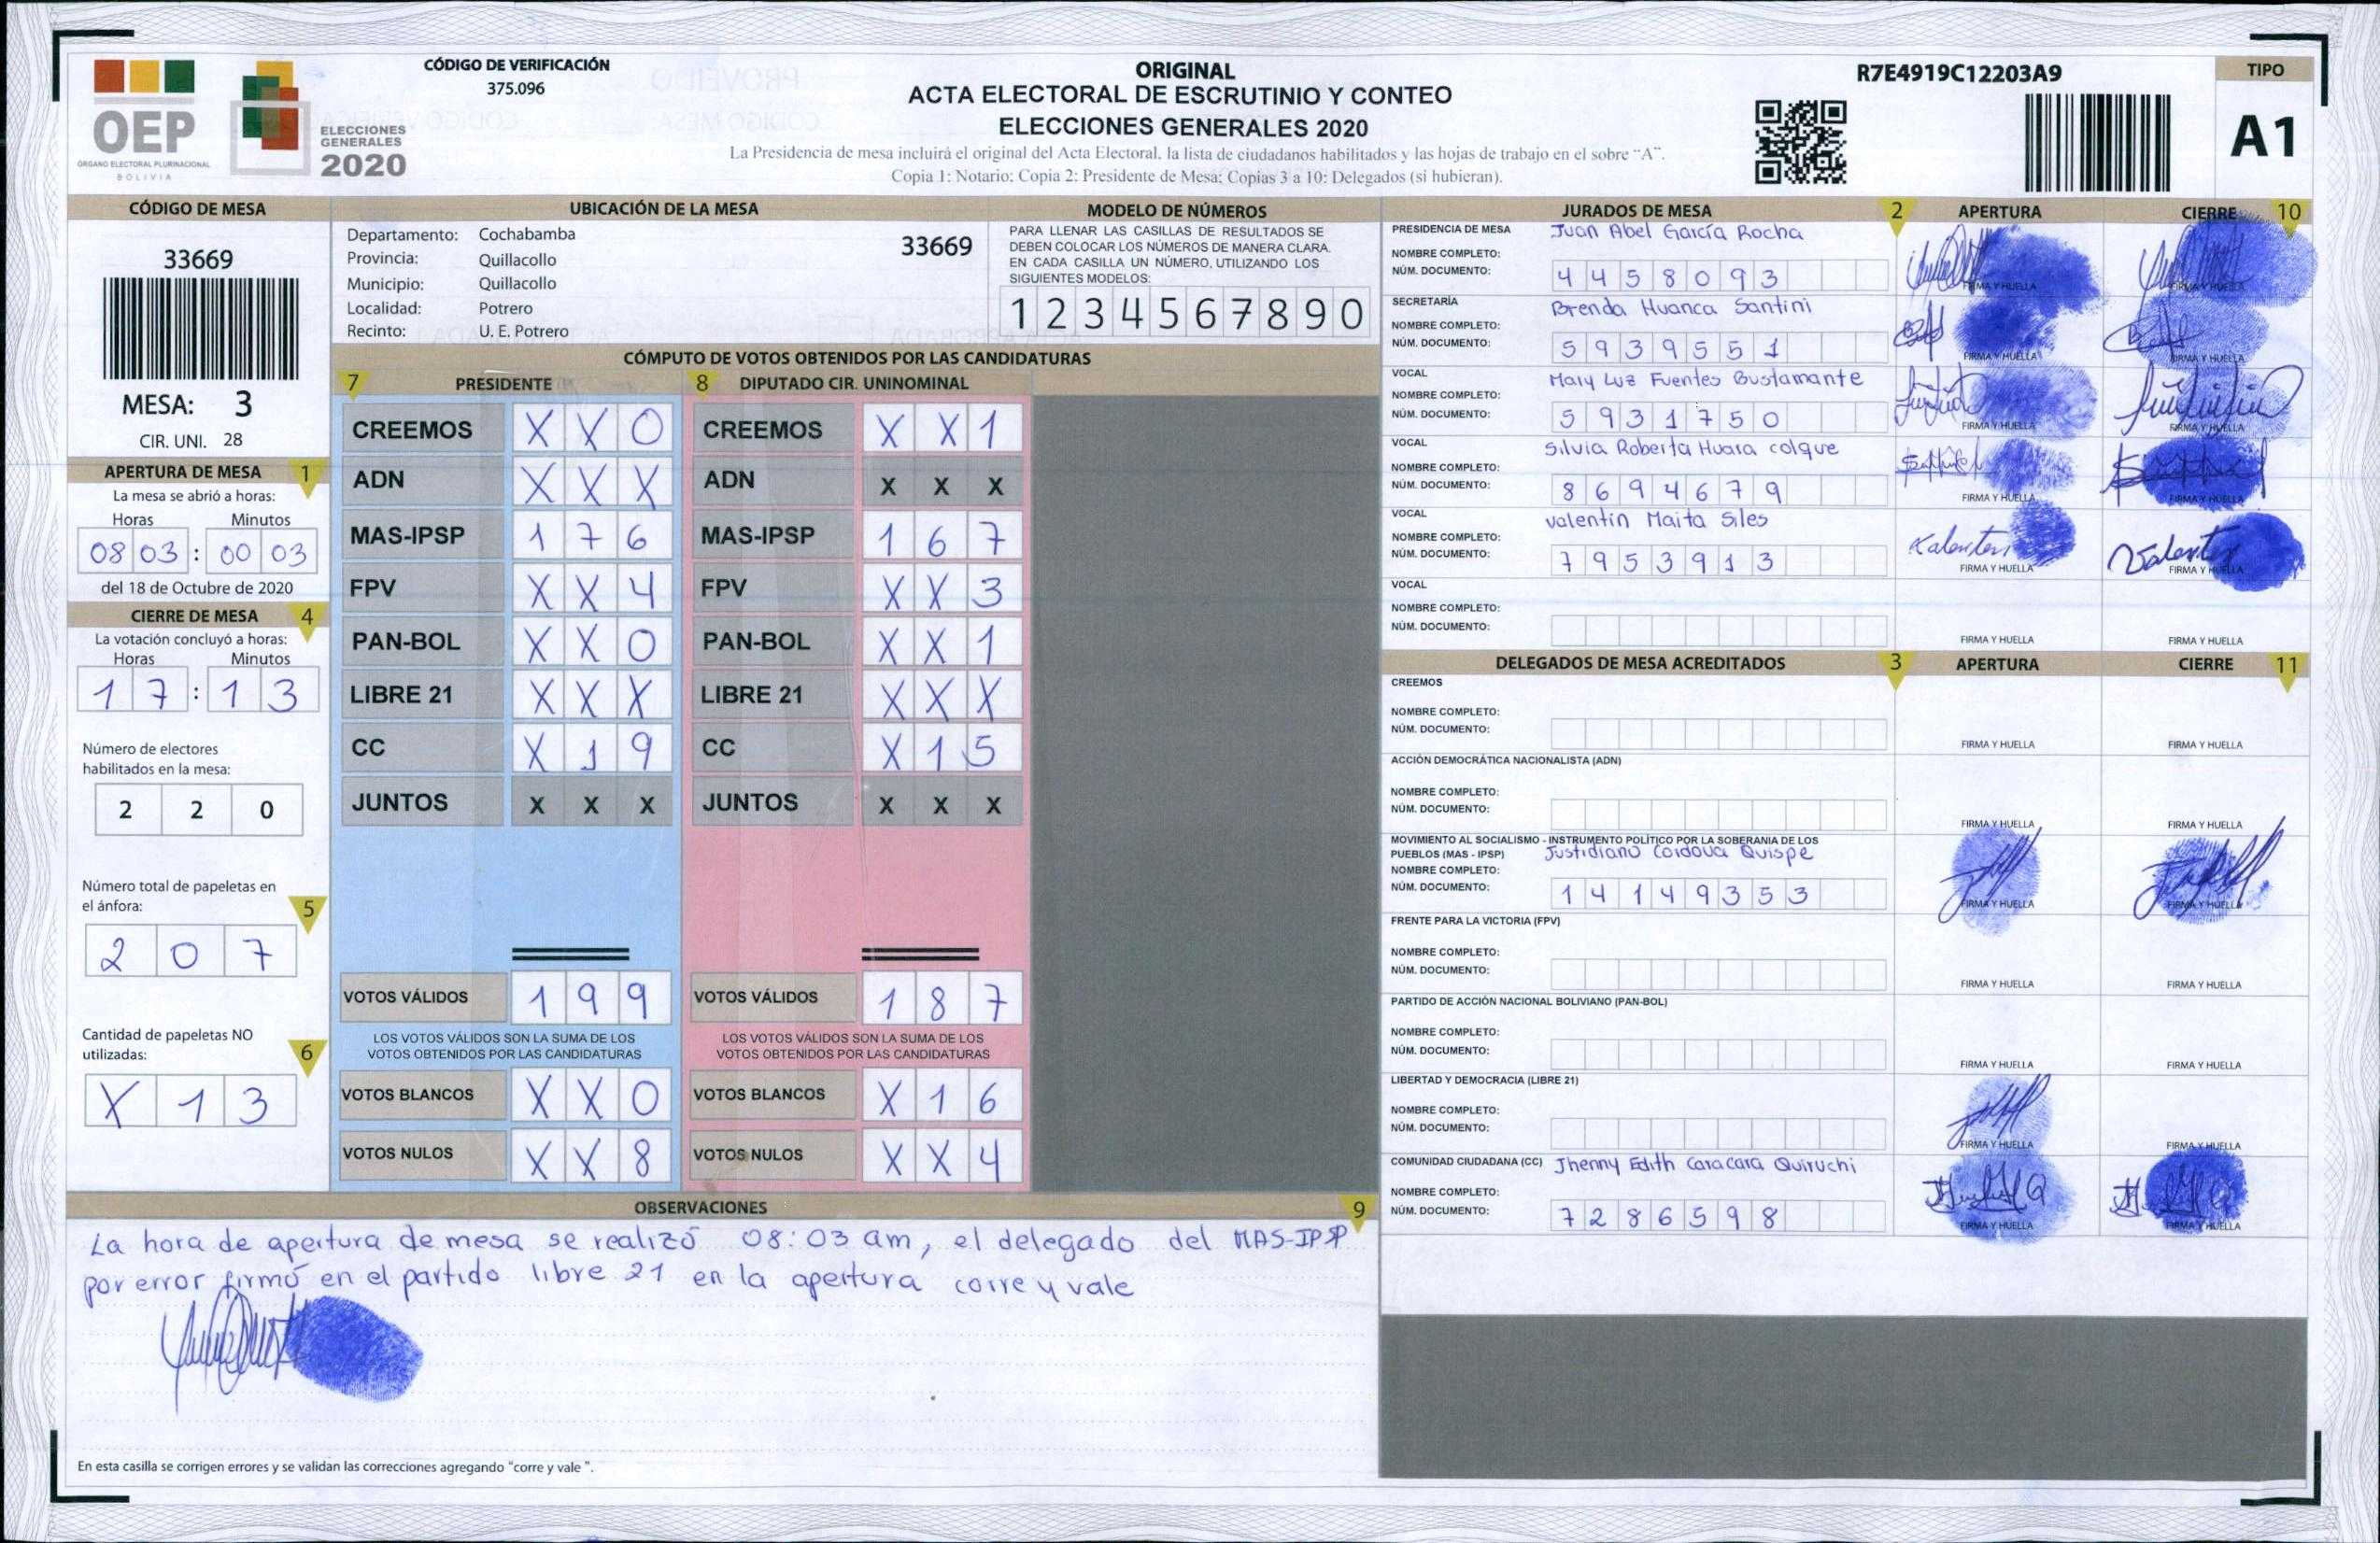 CÓDIGO DE VERIFICACIÓN
375.096
OEP
ÓRGANO ELECTORAL PLURINACIONAL
BOLIVIA
ELECCIONES
GENERALES
2020
ORIGINAL
ACTA ELECTORAL DE ESCRUTINIO Y CONTEO
ELECCIONES GENERALES 2020
La Presidencia de mesa incluirá el original del Acta Electoral, la lista de ciudadanos habilitados y las hojas de trabajo en el sobre "A".
Copia 1: Notario; Copia 2: Presidente de Mesa; Copias 3 a 10: Delegados (si hubieran).
R7E4919C12203A9
TIPO
A1
CÓDIGO DE MESA
33669
MESA: 3
CIR. UNI. 28
APERTURA DE MESA 1
La mesa se abrió a horas:
Horas Minutos
08 03 : 00 03
del 18 de Octubre de 2020
CIERRE DE MESA 4
La votación concluyó a horas:
Horas Minutos
1 7 : 1 3
Número de electores
habilitados en la mesa:
2 2 0
Número total de papeletas en
el ánfora: 5
2 0 7
Cantidad de papeletas NO
utilizadas: 6
X 1 3
UBICACIÓN DE LA MESA
Departamento: Cochabamba 33669
Provincia: Quillacollo
Municipio: Quillacollo
Localidad: Potrero
Recinto: U. E. Potrero
MODELO DE NÚMEROS
PARA LLENAR LAS CASILLAS DE RESULTADOS SE
DEBEN COLOCAR LOS NÚMEROS DE MANERA CLARA.
EN CADA CASILLA UN NÚMERO, UTILIZANDO LOS
SIGUIENTES MODELOS:
1 2 3 4 5 6 7 8 9 0
CÓMPUTO DE VOTOS OBTENIDOS POR LAS CANDIDATURAS
7 PRESIDENTE 8 DIPUTADO CIR. UNINOMINAL
CREEMOS X X 0 CREEMOS X X 1
ADN X X X ADN X X X
MAS-IPSP 1 7 6 MAS-IPSP 1 6 7
FPV X X 4 FPV X X 3
PAN-BOL X X 0 PAN-BOL X X 1
LIBRE 21 X X X LIBRE 21 X X X
CC X 1 9 CC X 1 5
JUNTOS X X X JUNTOS X X X
VOTOS VÁLIDOS 1 9 9 VOTOS VÁLIDOS 1 8 7
LOS VOTOS VÁLIDOS SON LA SUMA DE LOS LOS VOTOS VÁLIDOS SON LA SUMA DE LOS
VOTOS OBTENIDOS POR LAS CANDIDATURAS VOTOS OBTENIDOS POR LAS CANDIDATURAS
VOTOS BLANCOS X X 0 VOTOS BLANCOS X 1 6
VOTOS NULOS X X 8 VOTOS NULOS X X 4
OBSERVACIONES 9
La hora de apertura de mesa se realizó 08:03 am, el delegado del MAS-IPSP
por error firmó en el partido libre 21 en la apertura corre y vale
En esta casilla se corrigen errores y se validan las correcciones agregando "corre y vale ".
JURADOS DE MESA 2 APERTURA CIERRE 10
PRESIDENCIA DE MESA Juan Abel García Rocha
NOMBRE COMPLETO:
NÚM. DOCUMENTO: 4 4 5 8 0 9 3 FIRMA Y HUELLA FIRMA Y HUELLA
SECRETARÍA Brenda Huanca Santini
NOMBRE COMPLETO:
NÚM. DOCUMENTO: 5 9 3 9 5 5 1 FIRMA Y HUELLA FIRMA Y HUELLA
VOCAL Mary Luz Fuentes Bustamante
NOMBRE COMPLETO:
NÚM. DOCUMENTO: 5 9 3 1 7 5 0 FIRMA Y HUELLA FIRMA Y HUELLA
VOCAL Silvia Roberta Huara colque
NOMBRE COMPLETO:
NÚM. DOCUMENTO: 8 6 9 4 6 7 9 FIRMA Y HUELLA FIRMA Y HUELLA
VOCAL Valentin Maita Siles
NOMBRE COMPLETO:
NÚM. DOCUMENTO: 7 9 5 3 9 1 3 FIRMA Y HUELLA FIRMA Y HUELLA
VOCAL
NOMBRE COMPLETO:
NÚM. DOCUMENTO: FIRMA Y HUELLA FIRMA Y HUELLA
DELEGADOS DE MESA ACREDITADOS 3 APERTURA CIERRE 11
CREEMOS
NOMBRE COMPLETO:
NÚM. DOCUMENTO: FIRMA Y HUELLA FIRMA Y HUELLA
ACCIÓN DEMOCRÁTICA NACIONALISTA (ADN)
NOMBRE COMPLETO:
NÚM. DOCUMENTO: FIRMA Y HUELLA FIRMA Y HUELLA
MOVIMIENTO AL SOCIALISMO - INSTRUMENTO POLÍTICO POR LA SOBERANIA DE LOS
PUEBLOS (MAS - IPSP) Justidiano Cordova Quispe
NOMBRE COMPLETO:
NÚM. DOCUMENTO: 1 4 1 4 9 3 5 3 FIRMA Y HUELLA FIRMA Y HUELLA
FRENTE PARA LA VICTORIA (FPV)
NOMBRE COMPLETO:
NÚM. DOCUMENTO: FIRMA Y HUELLA FIRMA Y HUELLA
PARTIDO DE ACCIÓN NACIONAL BOLIVIANO (PAN-BOL)
NOMBRE COMPLETO:
NÚM. DOCUMENTO: FIRMA Y HUELLA FIRMA Y HUELLA
LIBERTAD Y DEMOCRACIA (LIBRE 21)
NOMBRE COMPLETO:
NÚM. DOCUMENTO: FIRMA Y HUELLA FIRMA Y HUELLA
COMUNIDAD CIUDADANA (CC) Jhenny Edith Caracara Quiruchi
NOMBRE COMPLETO:
NÚM. DOCUMENTO: 7 2 8 6 5 9 8 FIRMA Y HUELLA FIRMA Y HUELLA